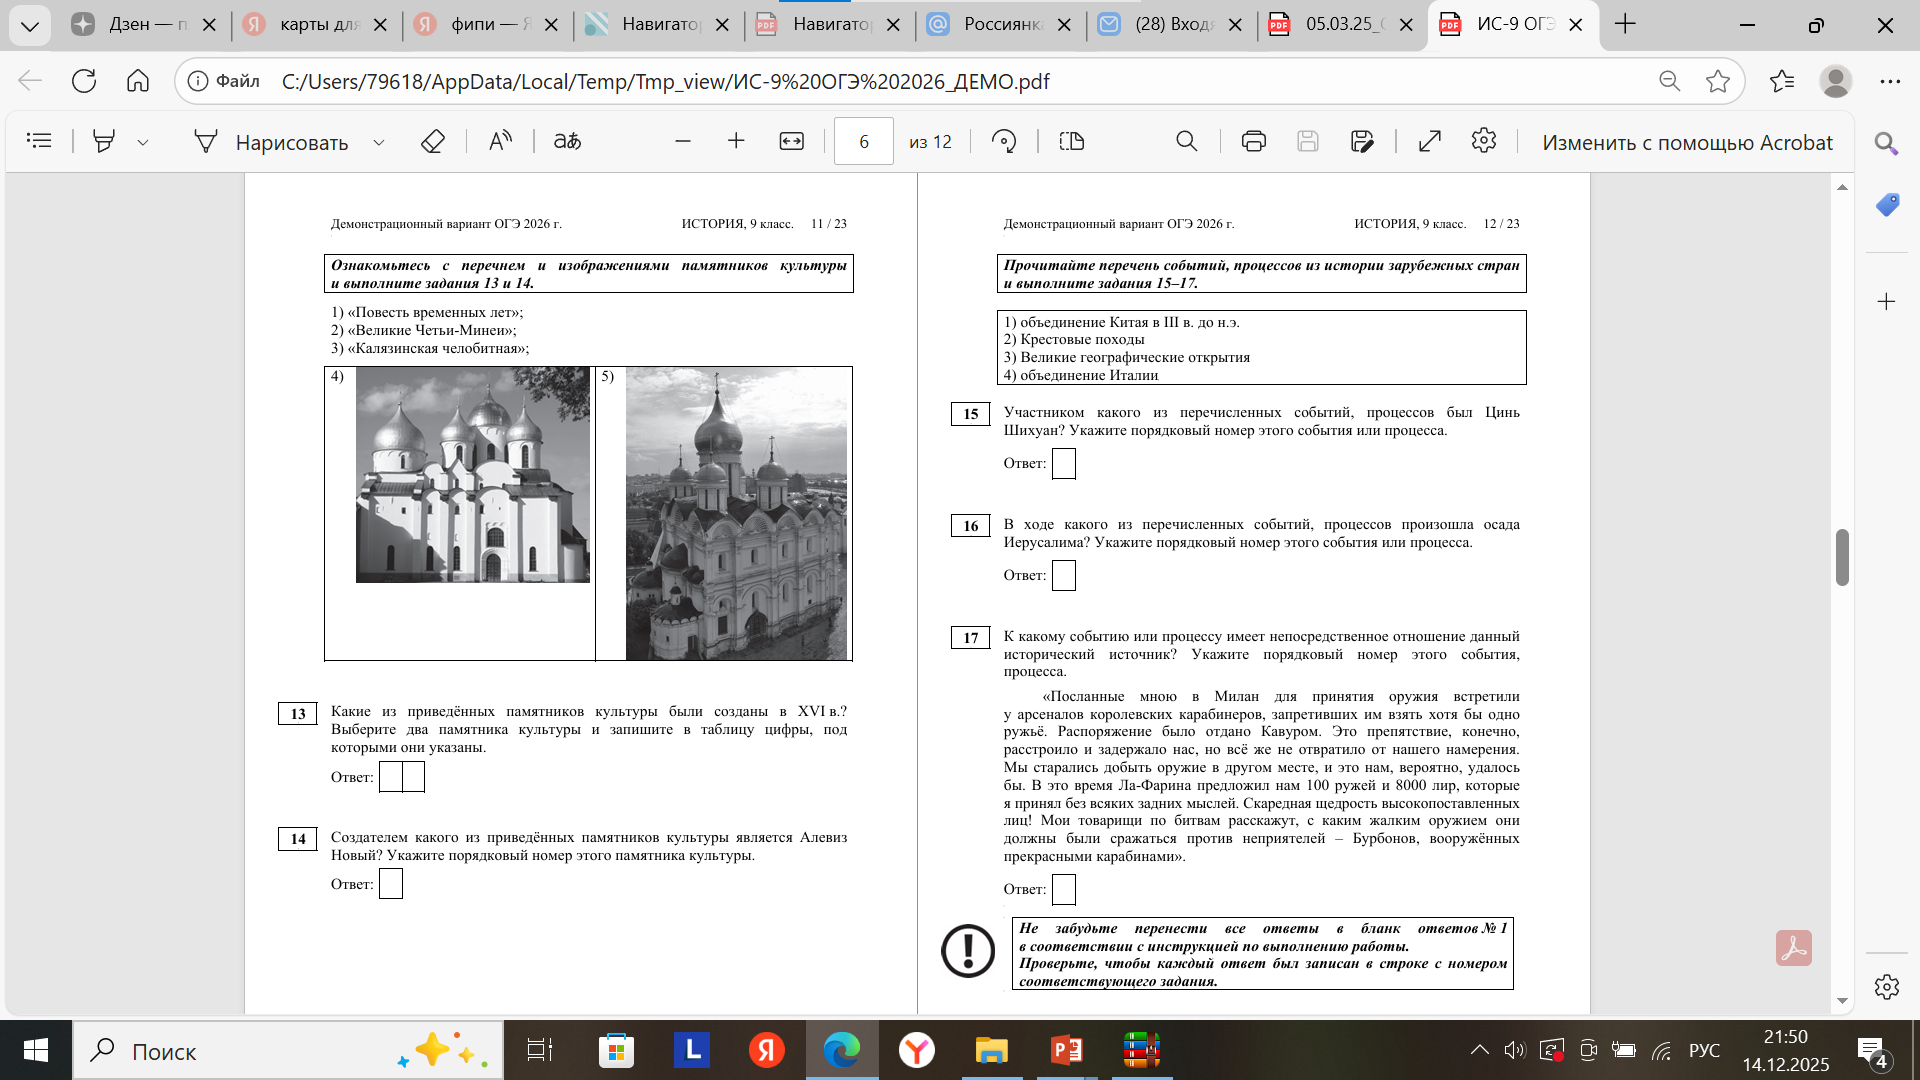 Дзен — п
карты для
фипи — Я
Навигатор
Навигатор
Россиянка
(28) Входя
05.03.25_С
ИС-9 ОГЭ
Файл
C:/Users/79618/AppData/Local/Temp/Tmp_view/ИС-9%20ОГЭ%202026_ДЕМО.pdf
Нарисовать
6
из 12
Изменить с помощью Acrobat
Демонстрационный вариант ОГЭ 2026 г.
ИСТОРИЯ, 9 класс. 11 / 23
Ознакомьтесь с перечнем и изображениями памятников культуры
и выполните задания 13 и 14.
1) «Повесть временных лет»;
2) «Великие Четьи-Минеи»;
3) «Калязинская челобитная»;
4)
5)
13
Какие из приведённых памятников культуры были созданы в XVI в.?
Выберите два памятника культуры и запишите в таблицу цифры, под
которыми они указаны.
Ответ:
14
Создателем какого из приведённых памятников культуры является Алевиз
Новый? Укажите порядковый номер этого памятника культуры.
Ответ:
Демонстрационный вариант ОГЭ 2026 г.
ИСТОРИЯ, 9 класс. 12 / 23
Прочитайте перечень событий, процессов из истории зарубежных стран
и выполните задания 15–17.
1) объединение Китая в III в. до н.э.
2) Крестовые походы
3) Великие географические открытия
4) объединение Италии
15
Участником какого из перечисленных событий, процессов был Цинь
Шихуан? Укажите порядковый номер этого события или процесса.
Ответ:
16
В ходе какого из перечисленных событий, процессов произошла осада
Иерусалима? Укажите порядковый номер этого события или процесса.
Ответ:
17
К какому событию или процессу имеет непосредственное отношение данный
исторический источник? Укажите порядковый номер этого события,
процесса.
«Посланные мною в Милан для принятия оружия встретили
у арсеналов королевских карабинеров, запретивших им взять хотя бы одно
ружьё. Распоряжение было отдано Кавуром. Это препятствие, конечно,
расстроило и задержало нас, но всё же не отвратило от нашего намерения.
Мы старались добыть оружие в другом месте, и это нам, вероятно, удалось
бы. В это время Ла-Фарина предложил нам 100 ружей и 8000 лир, которые
я принял без всяких задних мыслей. Скаредная щедрость высокопоставленных
лиц! Мои товарищи по битвам расскажут, с каким жалким оружием они
должны были сражаться против неприятелей – Бурбонов, вооружённых
прекрасными карабинами».
Ответ:
Не забудьте перенести все ответы в бланк ответов № 1
в соответствии с инструкцией по выполнению работы.
Проверьте, чтобы каждый ответ был записан в строке с номером
соответствующего задания.
Поиск
РУС
21:50
14.12.2025
4